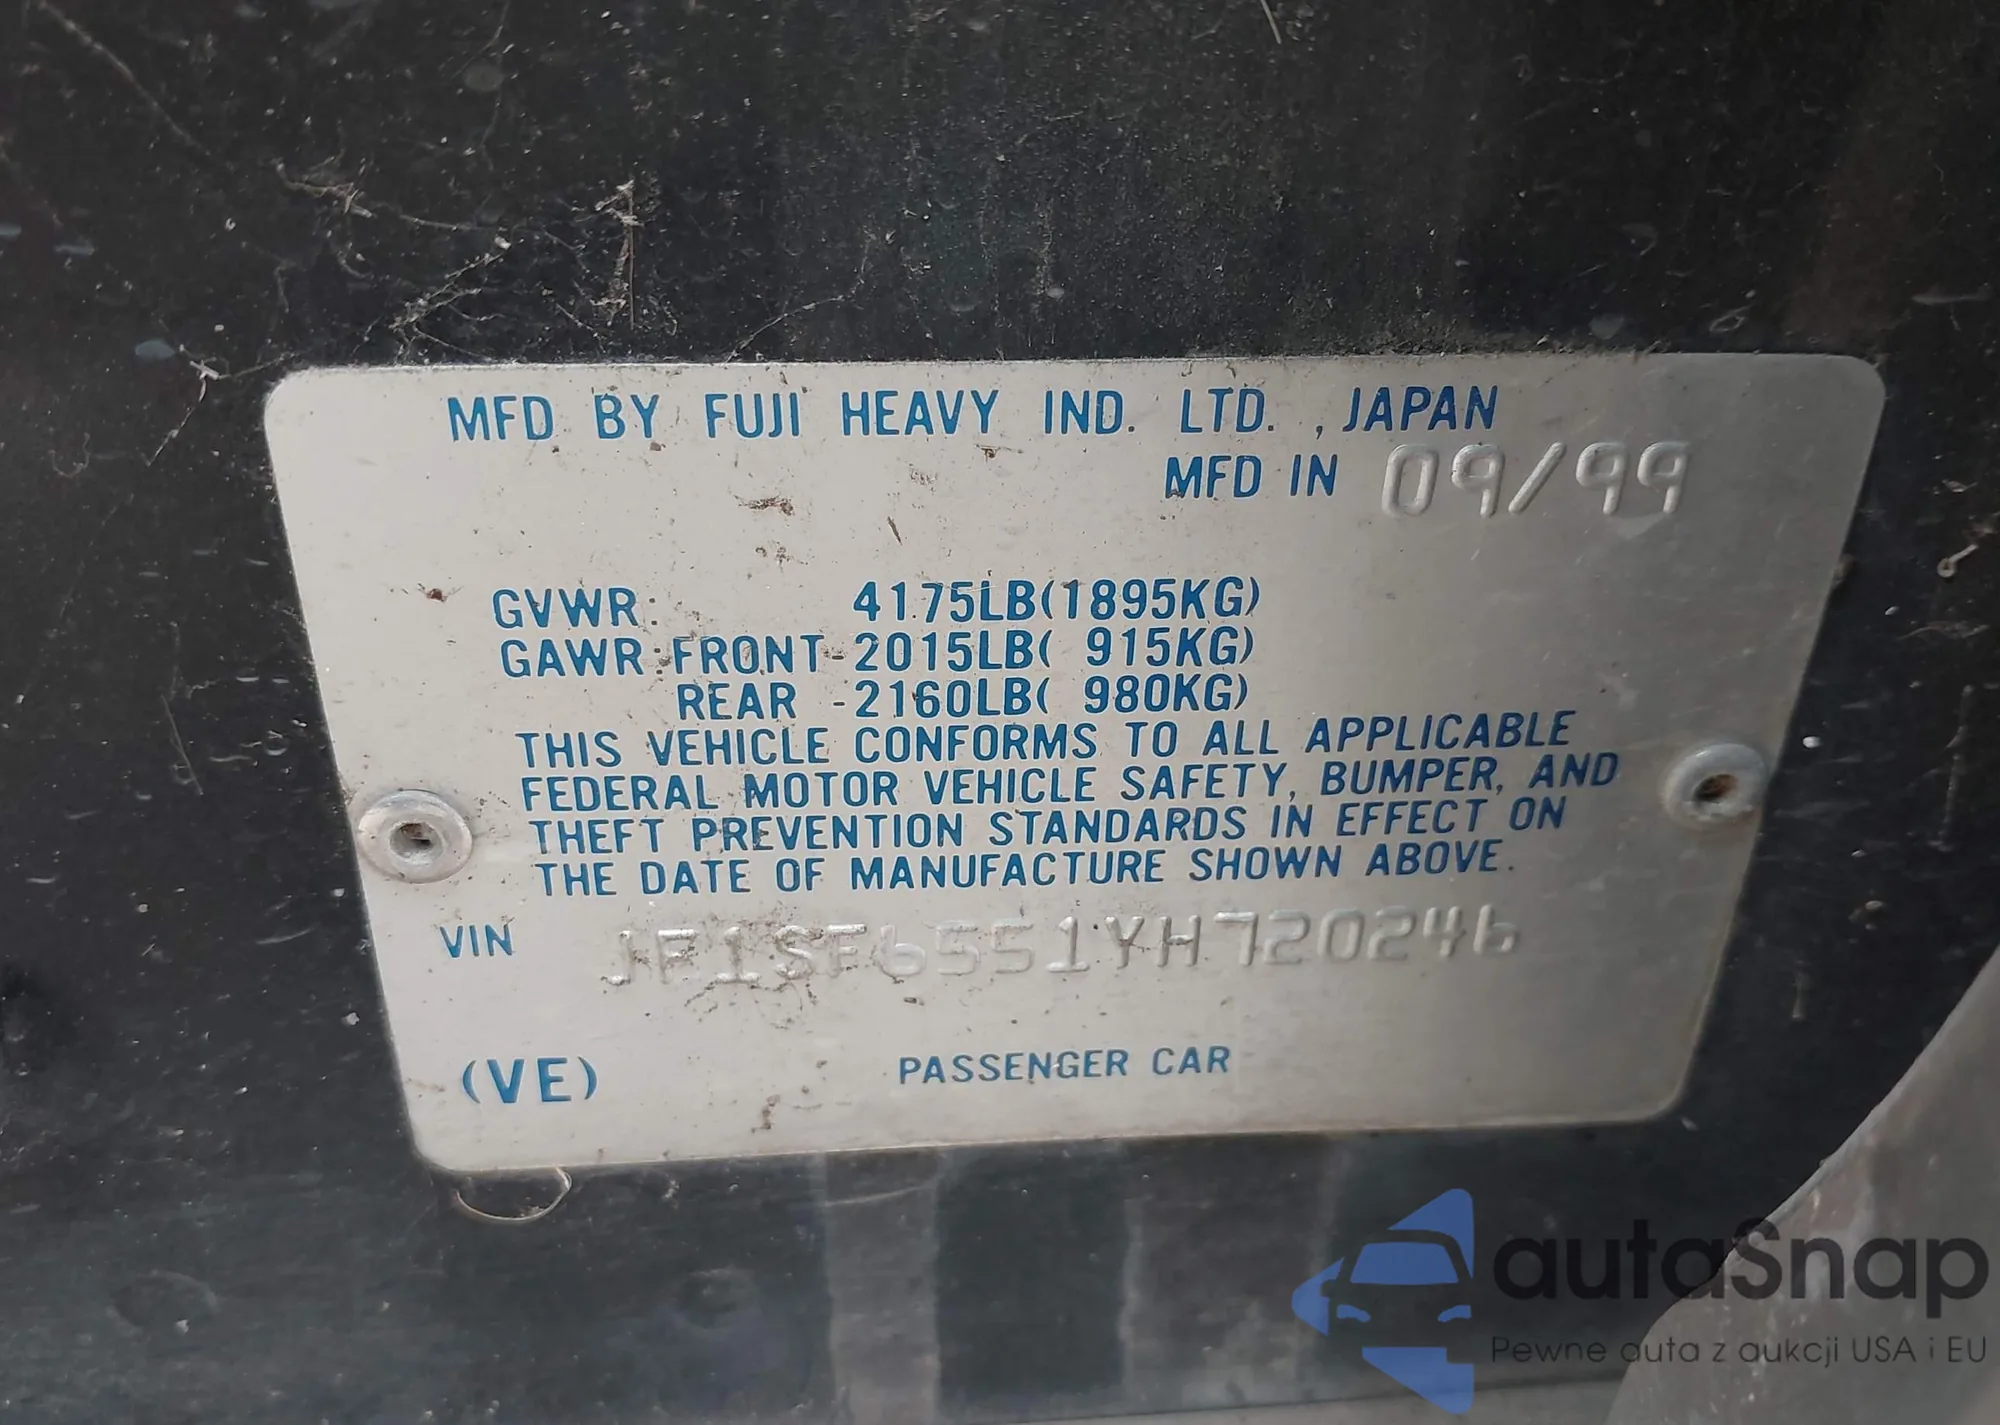 MFD BY FUJI HEAVY IND. LTD. , JAPAN
MFD IN 09/99
GVWR: 4175LB(1895KG)
GAWR:FRONT-2015LB( 915KG)
REAR -2160LB( 980KG)
THIS VEHICLE CONFORMS TO ALL APPLICABLE
FEDERAL MOTOR VEHICLE SAFETY, BUMPER, AND
THEFT PREVENTION STANDARDS IN EFFECT ON
THE DATE OF MANUFACTURE SHOWN ABOVE.
VIN JF1SF6551YH720246
(VE) PASSENGER CAR
autaSnap
Pewne auta z aukcji USA i EU